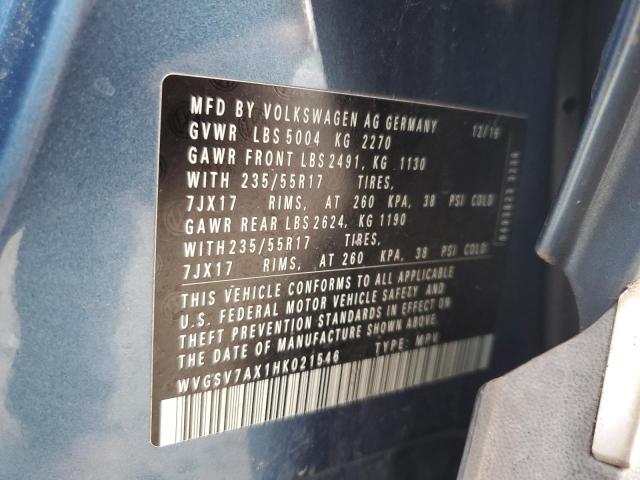 MFD BY VOLKSWAGEN AG GERMANY 12/16
GVWR LBS 5004 KG 2270
GAWR FRONT LBS 2491, KG 1130
WITH 235/55R17 TIRES,
7JX17 RIMS, AT 260 KPA, 38 PSI COLD
GAWR REAR LBS 2624, KG 1190
WITH 235/55R17 TIRES,
7JX17 RIMS, AT 260 KPA, 38 PSI COLD
THIS VEHICLE CONFORMS TO ALL APPLICABLE
U.S. FEDERAL MOTOR VEHICLE SAFETY AND
THEFT PREVENTION STANDARDS IN EFFECT ON
THE DATE OF MANUFACTURE SHOWN ABOVE.
WVGSV7AX1HK021546 TYPE: MPV